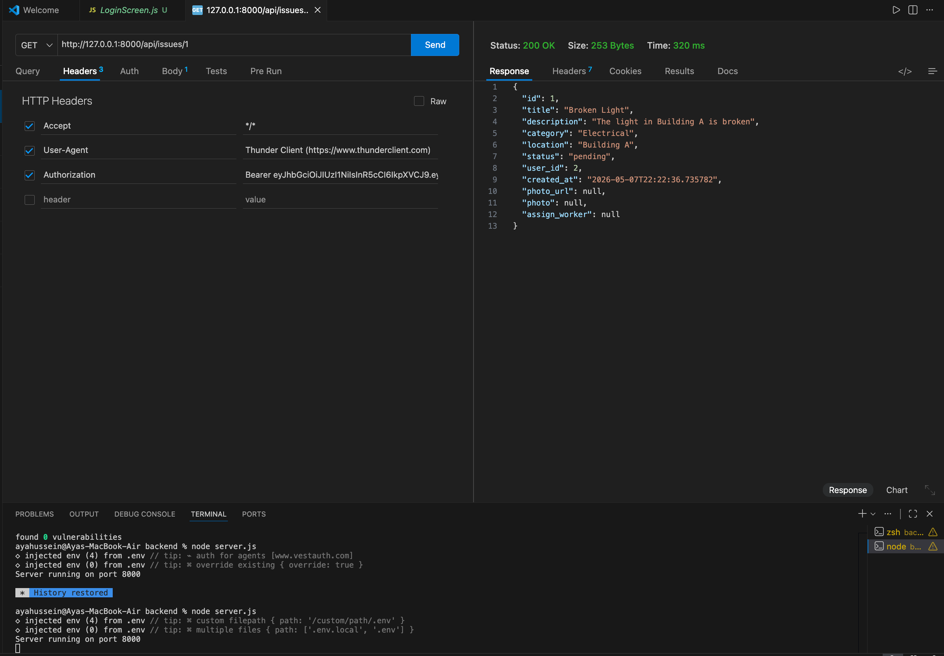 Welcome
JS LoginScreen.js U
GET 127.0.0.1:8000/api/issues..
GET http://127.0.0.1:8000/api/issues/1 Send
Query Headers 3 Auth Body 1 Tests Pre Run
HTTP Headers Raw
Accept */*
User-Agent Thunder Client (https://www.thunderclient.com)
Authorization Bearer eyJhbGciOiJIUzI1NiIsInR5cCI6IkpXVCJ9.ey
header value
Status: 200 OK Size: 253 Bytes Time: 320 ms
Response Headers 7 Cookies Results Docs </>
1 {
2 "id": 1,
3 "title": "Broken Light",
4 "description": "The light in Building A is broken",
5 "category": "Electrical",
6 "location": "Building A",
7 "status": "pending",
8 "user_id": 2,
9 "created_at": "2026-05-07T22:22:36.735782",
10 "photo_url": null,
11 "photo": null,
12 "assign_worker": null
13 }
Response Chart
PROBLEMS OUTPUT DEBUG CONSOLE TERMINAL PORTS
found 0 vulnerabilities
ayahussein@Ayas-MacBook-Air backend % node server.js
◇ injected env (4) from .env // tip: ⌁ auth for agents [www.vestauth.com]
◇ injected env (0) from .env // tip: ⌘ override existing { override: true }
Server running on port 8000
* History restored
ayahussein@Ayas-MacBook-Air backend % node server.js
◇ injected env (4) from .env // tip: ⌘ custom filepath { path: '/custom/path/.env' }
◇ injected env (0) from .env // tip: ⌘ multiple files { path: ['.env.local', '.env'] }
Server running on port 8000
zsh bac...
node b...